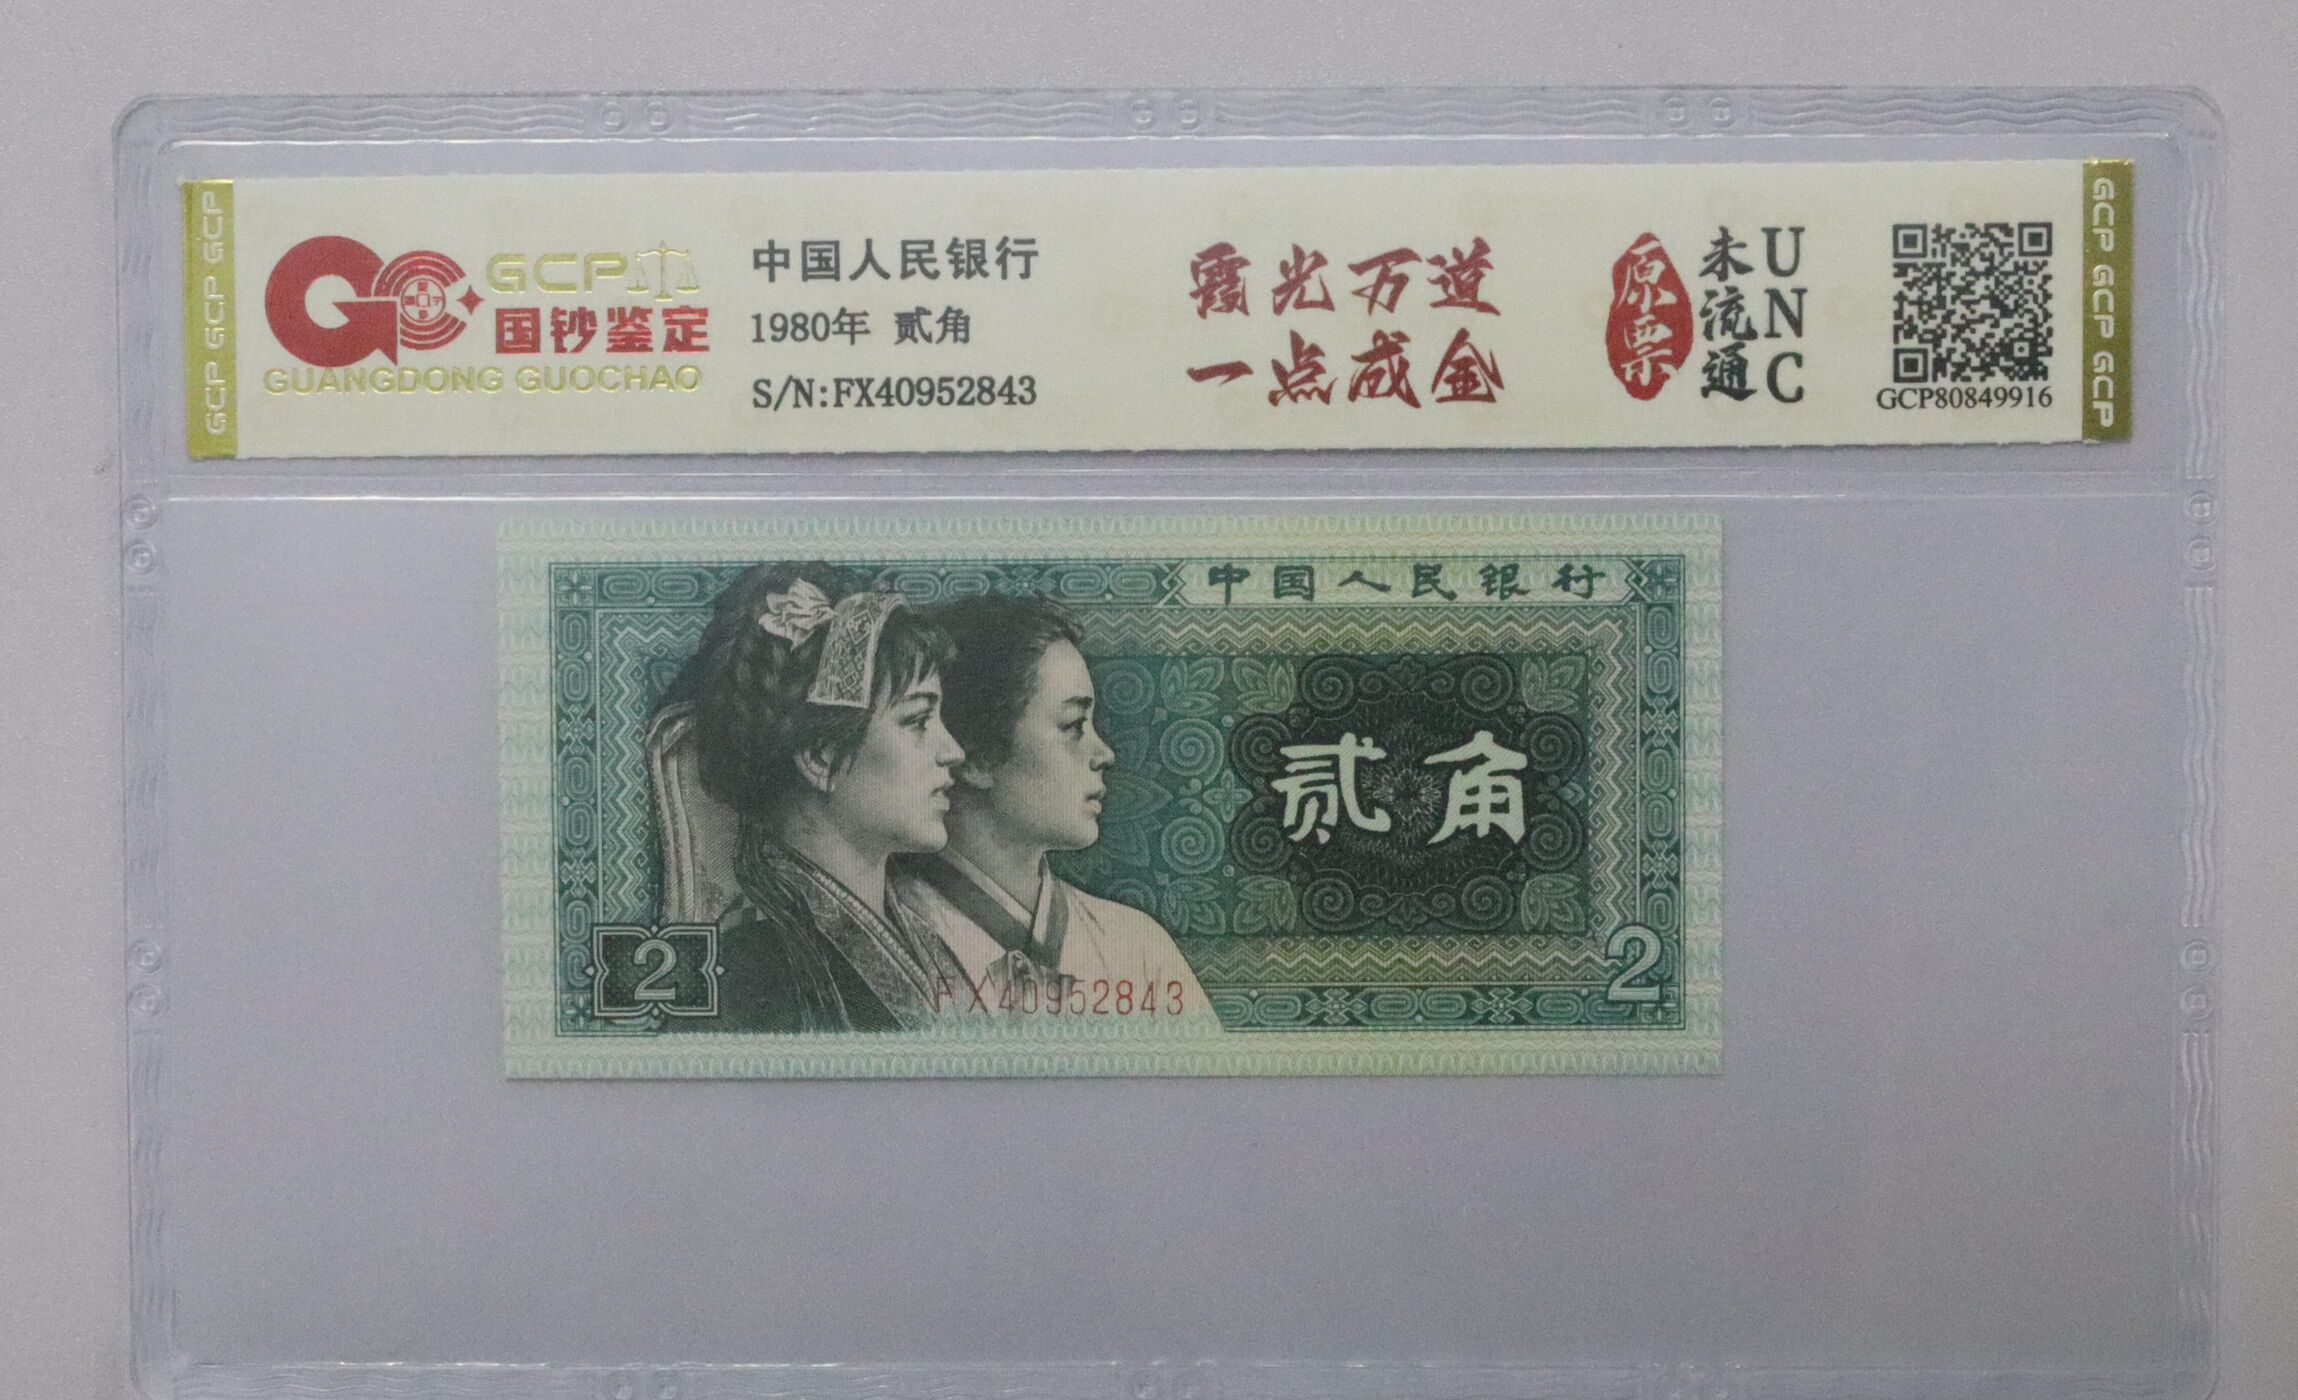 GCP GCP GCP
GCP
国钞鉴定
GUANGDONG GUOCHAO
中国人民银行
1980年 贰角
S/N:FX40952843
霞光万道
一点成金
原票
未流通
UNC
GCP80849916
GCP GCP GCP
中国人民银行
贰角
2
FX40952843
2